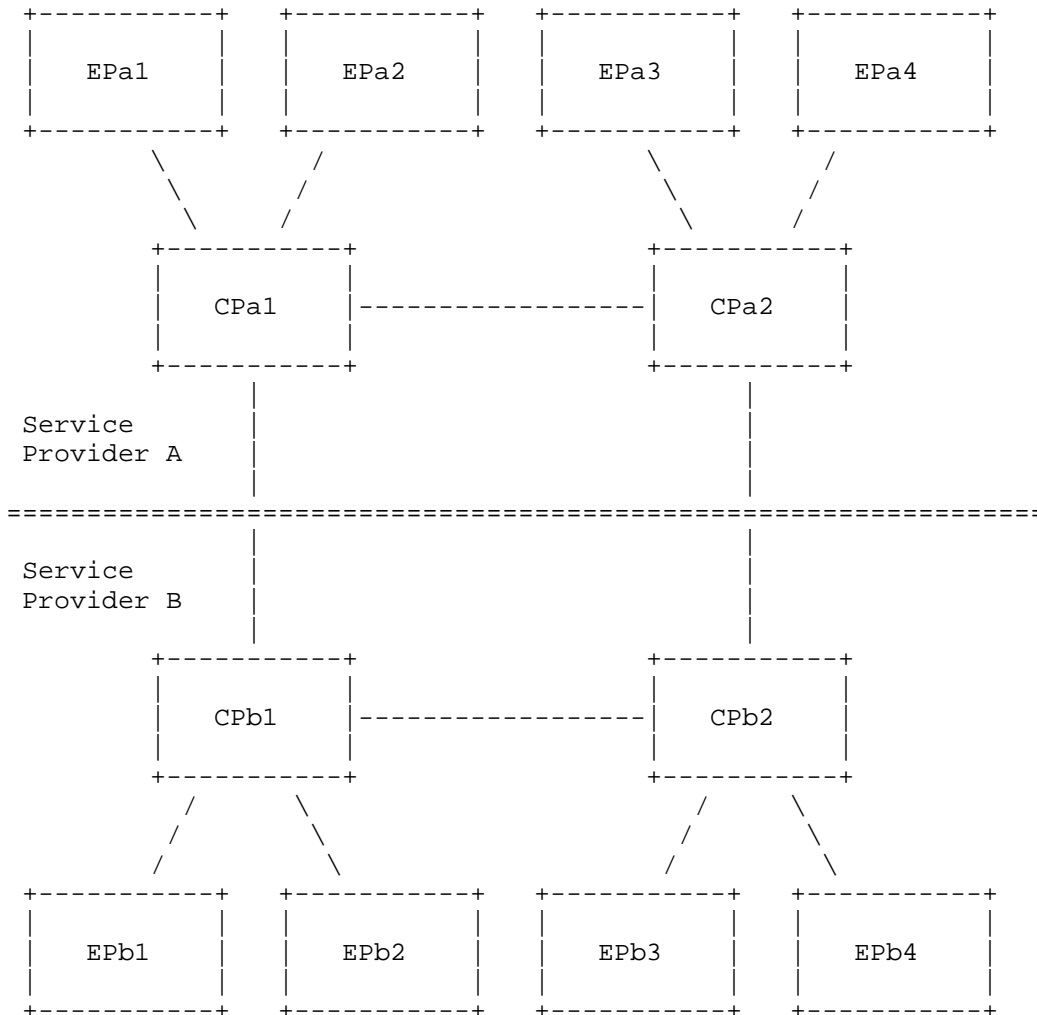 EPa1 EPa2 EPa3 EPa4
CPa1 CPa2
Service
Provider A
Service
Provider B
CPb1 CPb2
EPb1 EPb2 EPb3 EPb4